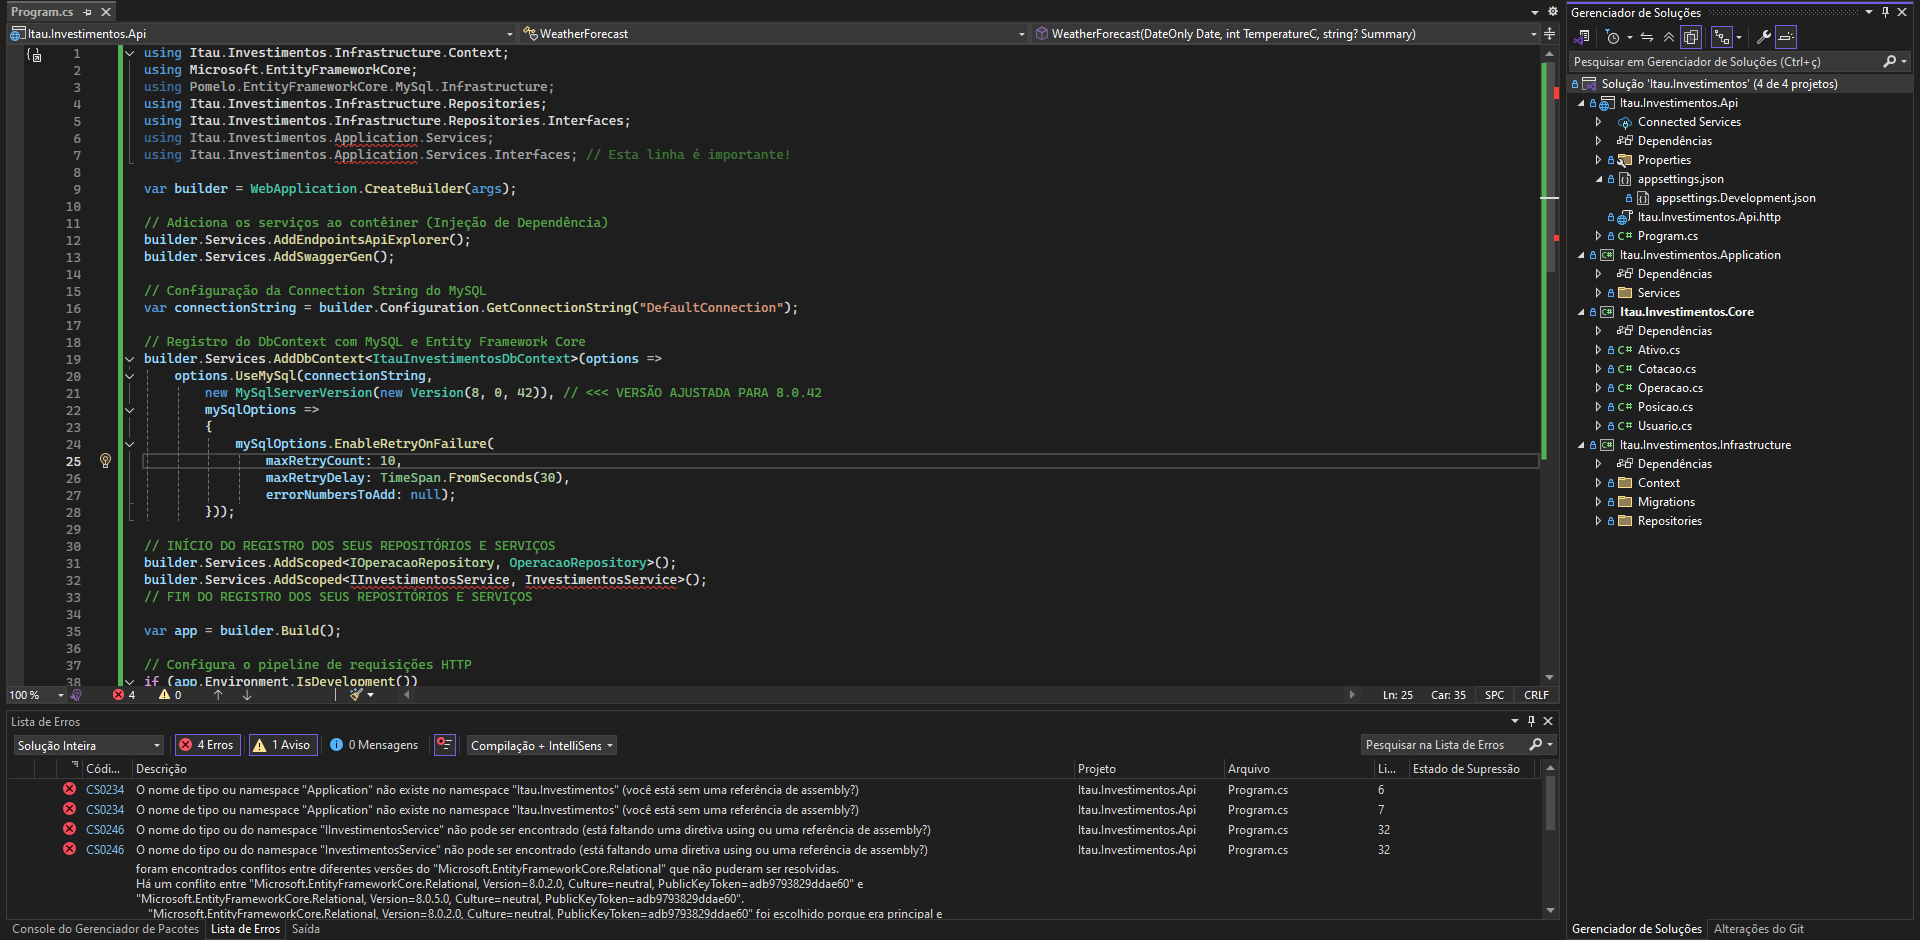 Program.cs
Itau.Investimentos.Api
WeatherForecast
WeatherForecast(DateOnly Date, int TemperatureC, string? Summary)
1 using Itau.Investimentos.Infrastructure.Context;
2 using Microsoft.EntityFrameworkCore;
3 using Pomelo.EntityFrameworkCore.MySql.Infrastructure;
4 using Itau.Investimentos.Infrastructure.Repositories;
5 using Itau.Investimentos.Infrastructure.Repositories.Interfaces;
6 using Itau.Investimentos.Application.Services;
7 using Itau.Investimentos.Application.Services.Interfaces; // Esta linha é importante!
8
9 var builder = WebApplication.CreateBuilder(args);
10
11 // Adiciona os serviços ao contêiner (Injeção de Dependência)
12 builder.Services.AddEndpointsApiExplorer();
13 builder.Services.AddSwaggerGen();
14
15 // Configuração da Connection String do MySQL
16 var connectionString = builder.Configuration.GetConnectionString("DefaultConnection");
17
18 // Registro do DbContext com MySQL e Entity Framework Core
19 builder.Services.AddDbContext<ItauInvestimentosDbContext>(options =>
20 options.UseMySql(connectionString,
21 new MySqlServerVersion(new Version(8, 0, 42)), // <<< VERSÃO AJUSTADA PARA 8.0.42
22 mySqlOptions =>
23 {
24 mySqlOptions.EnableRetryOnFailure(
25 maxRetryCount: 10,
26 maxRetryDelay: TimeSpan.FromSeconds(30),
27 errorNumbersToAdd: null);
28 }));
29
30 // INÍCIO DO REGISTRO DOS SEUS REPOSITÓRIOS E SERVIÇOS
31 builder.Services.AddScoped<IOperacaoRepository, OperacaoRepository>();
32 builder.Services.AddScoped<IInvestimentosService, InvestimentosService>();
33 // FIM DO REGISTRO DOS SEUS REPOSITÓRIOS E SERVIÇOS
34
35 var app = builder.Build();
36
37 // Configura o pipeline de requisições HTTP
38 if (app.Environment.IsDevelopment())
100 %
4
0
Ln: 25 Car: 35 SPC CRLF
Lista de Erros
Solução Inteira
4 Erros
1 Aviso
0 Mensagens
Compilação + IntelliSens
Pesquisar na Lista de Erros
Códi... Descrição Projeto Arquivo Li... Estado de Supressão
CS0234 O nome de tipo ou namespace "Application" não existe no namespace "Itau.Investimentos" (você está sem uma referência de assembly?) Itau.Investimentos.Api Program.cs 6
CS0234 O nome de tipo ou namespace "Application" não existe no namespace "Itau.Investimentos" (você está sem uma referência de assembly?) Itau.Investimentos.Api Program.cs 7
CS0246 O nome do tipo ou do namespace "IInvestimentosService" não pode ser encontrado (está faltando uma diretiva using ou uma referência de assembly?) Itau.Investimentos.Api Program.cs 32
CS0246 O nome do tipo ou do namespace "InvestimentosService" não pode ser encontrado (está faltando uma diretiva using ou uma referência de assembly?) Itau.Investimentos.Api Program.cs 32
foram encontrados conflitos entre diferentes versões do "Microsoft.EntityFrameworkCore.Relational" que não puderam ser resolvidas.
Há um conflito entre "Microsoft.EntityFrameworkCore.Relational, Version=8.0.2.0, Culture=neutral, PublicKeyToken=adb9793829ddae60" e
"Microsoft.EntityFrameworkCore.Relational, Version=8.0.5.0, Culture=neutral, PublicKeyToken=adb9793829ddae60".
"Microsoft.EntityFrameworkCore.Relational, Version=8.0.2.0, Culture=neutral, PublicKeyToken=adb9793829ddae60" foi escolhido porque era principal e
Console do Gerenciador de Pacotes Lista de Erros Saída
Gerenciador de Soluções
Pesquisar em Gerenciador de Soluções (Ctrl+ç)
Solução 'Itau.Investimentos' (4 de 4 projetos)
Itau.Investimentos.Api
Connected Services
Dependências
Properties
appsettings.json
appsettings.Development.json
Itau.Investimentos.Api.http
C# Program.cs
C# Itau.Investimentos.Application
Dependências
Services
C# Itau.Investimentos.Core
Dependências
C# Ativo.cs
C# Cotacao.cs
C# Operacao.cs
C# Posicao.cs
C# Usuario.cs
C# Itau.Investimentos.Infrastructure
Dependências
Context
Migrations
Repositories
Gerenciador de Soluções Alterações do Git